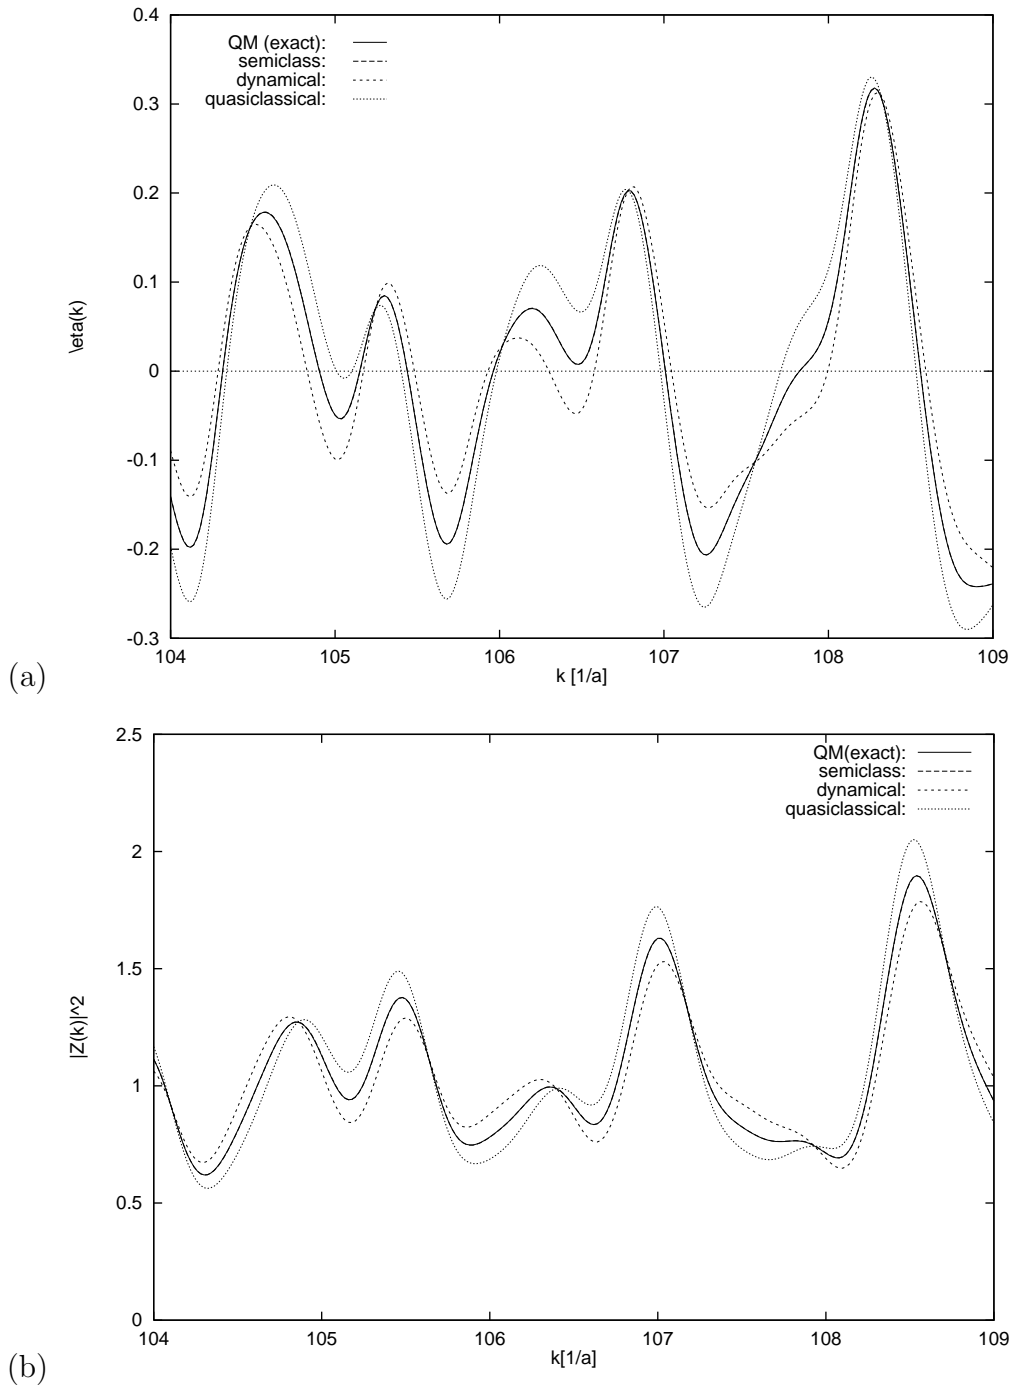 0.4
QM (exact):
semiclass:
dynamical:
quasiclassical:
0.3
0.2
0.1
\eta(k)
0
-0.1
-0.2
-0.3
104 105 106 107 108 109
k [1/a]
(a)
2.5
QM(exact):
semiclass:
dynamical:
quasiclassical:
2
1.5
|Z(k)|^2
1
0.5
0
104 105 106 107 108 109
k[1/a]
(b)